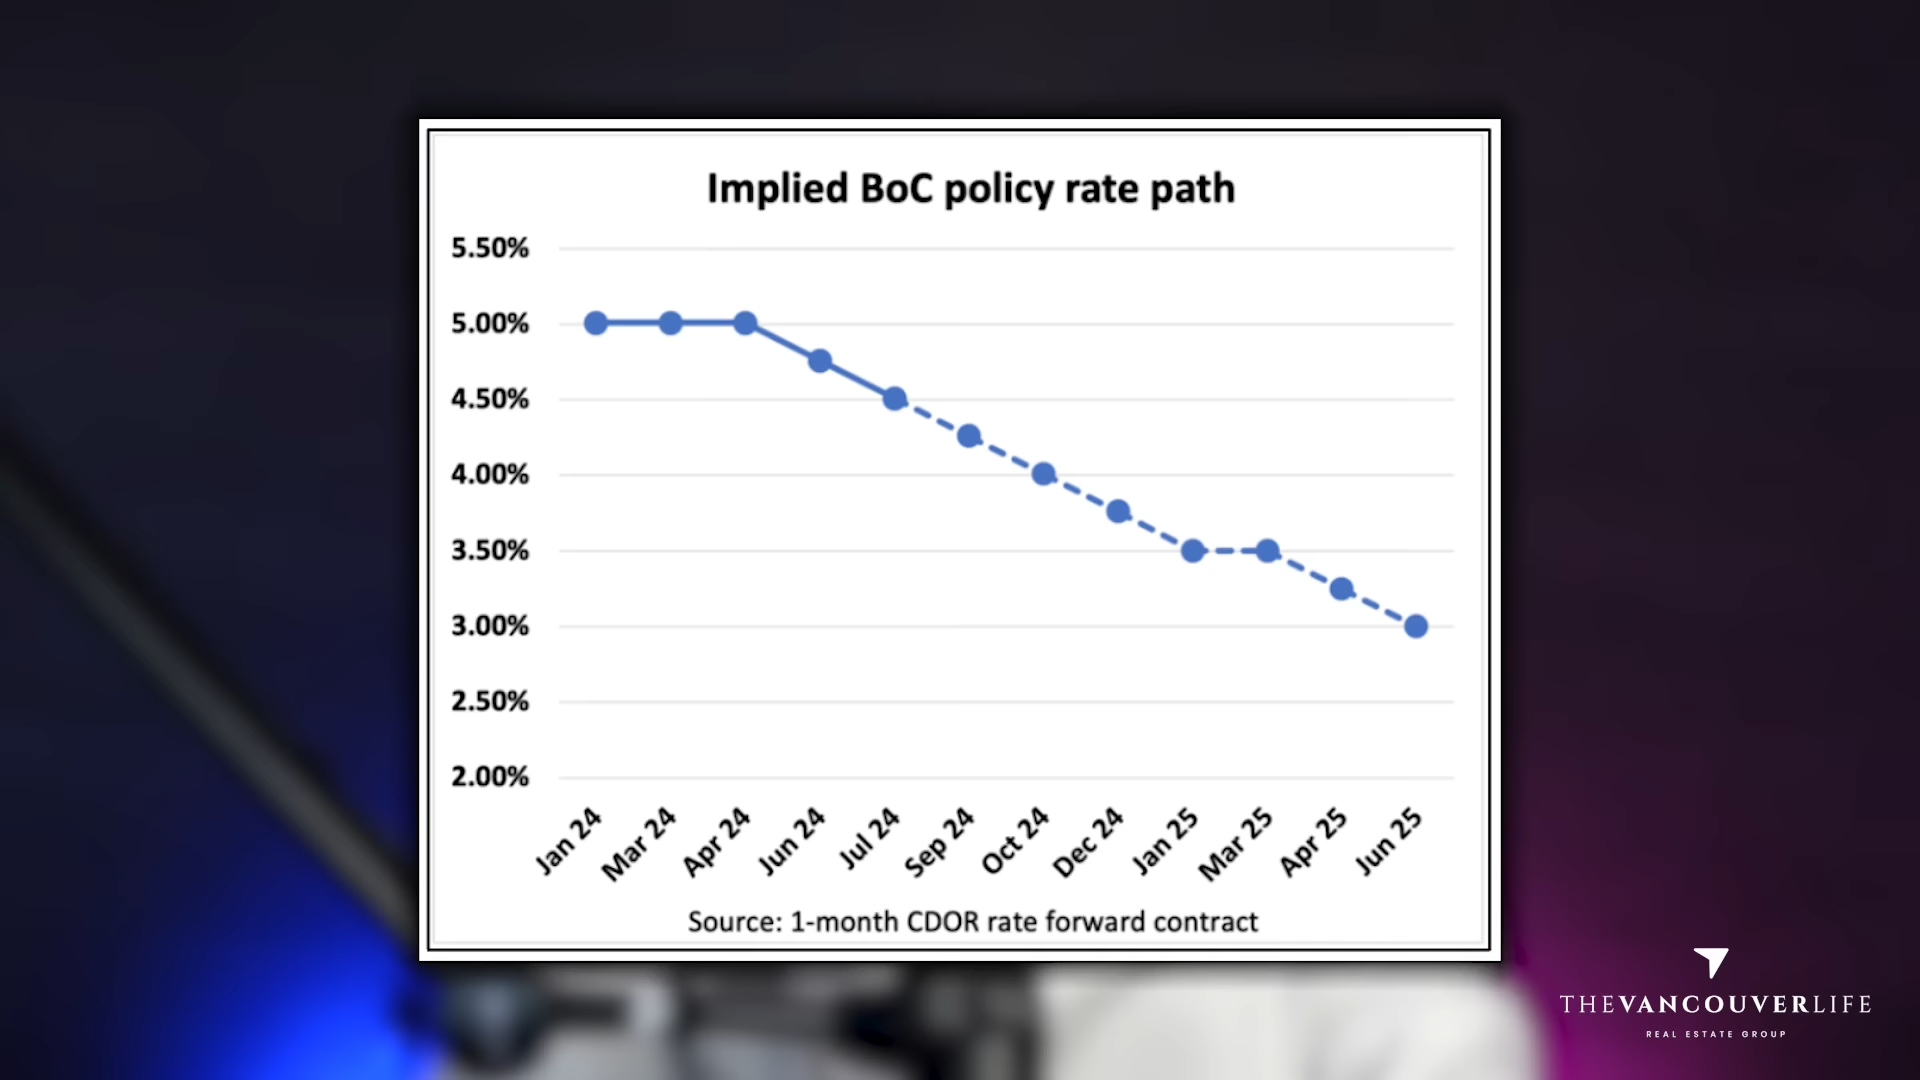 Implied BoC policy rate path
5.50%
5.00%
4.50%
4.00%
3.50%
3.00%
2.50%
2.00%
Jan 24
Mar 24
Apr 24
Jun 24
Jul 24
Sep 24
Oct 24
Dec 24
Jan 25
Mar 25
Apr 25
Jun 25
Source: 1-month CDOR rate forward contract
THEVANCOUVERLIFE
REAL ESTATE GROUP